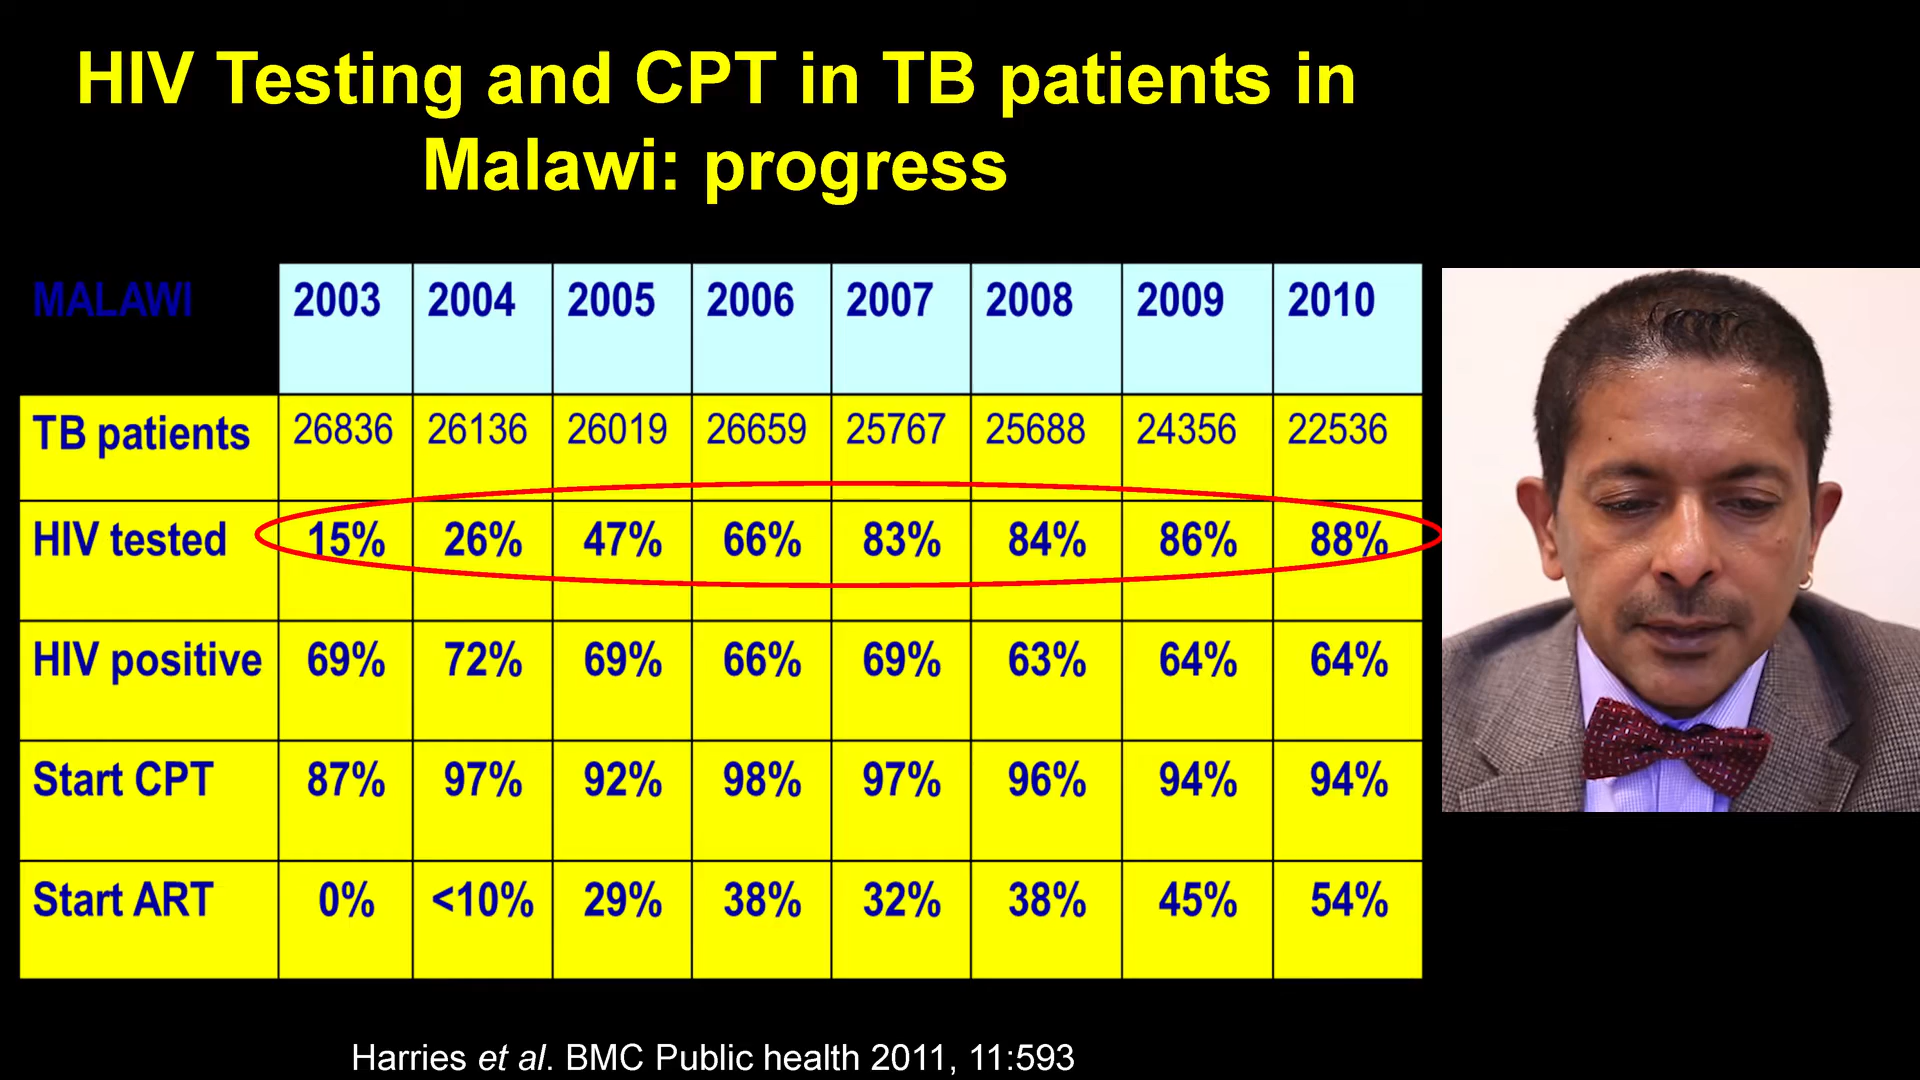 HIV Testing and CPT in TB patients in
Malawi: progress
MALAWI 2003 2004 2005 2006 2007 2008 2009 2010
TB patients 26836 26136 26019 26659 25767 25688 24356 22536
HIV tested 15% 26% 47% 66% 83% 84% 86% 88%
HIV positive 69% 72% 69% 66% 69% 63% 64% 64%
Start CPT 87% 97% 92% 98% 97% 96% 94% 94%
Start ART 0% <10% 29% 38% 32% 38% 45% 54%
Harries et al. BMC Public health 2011, 11:593